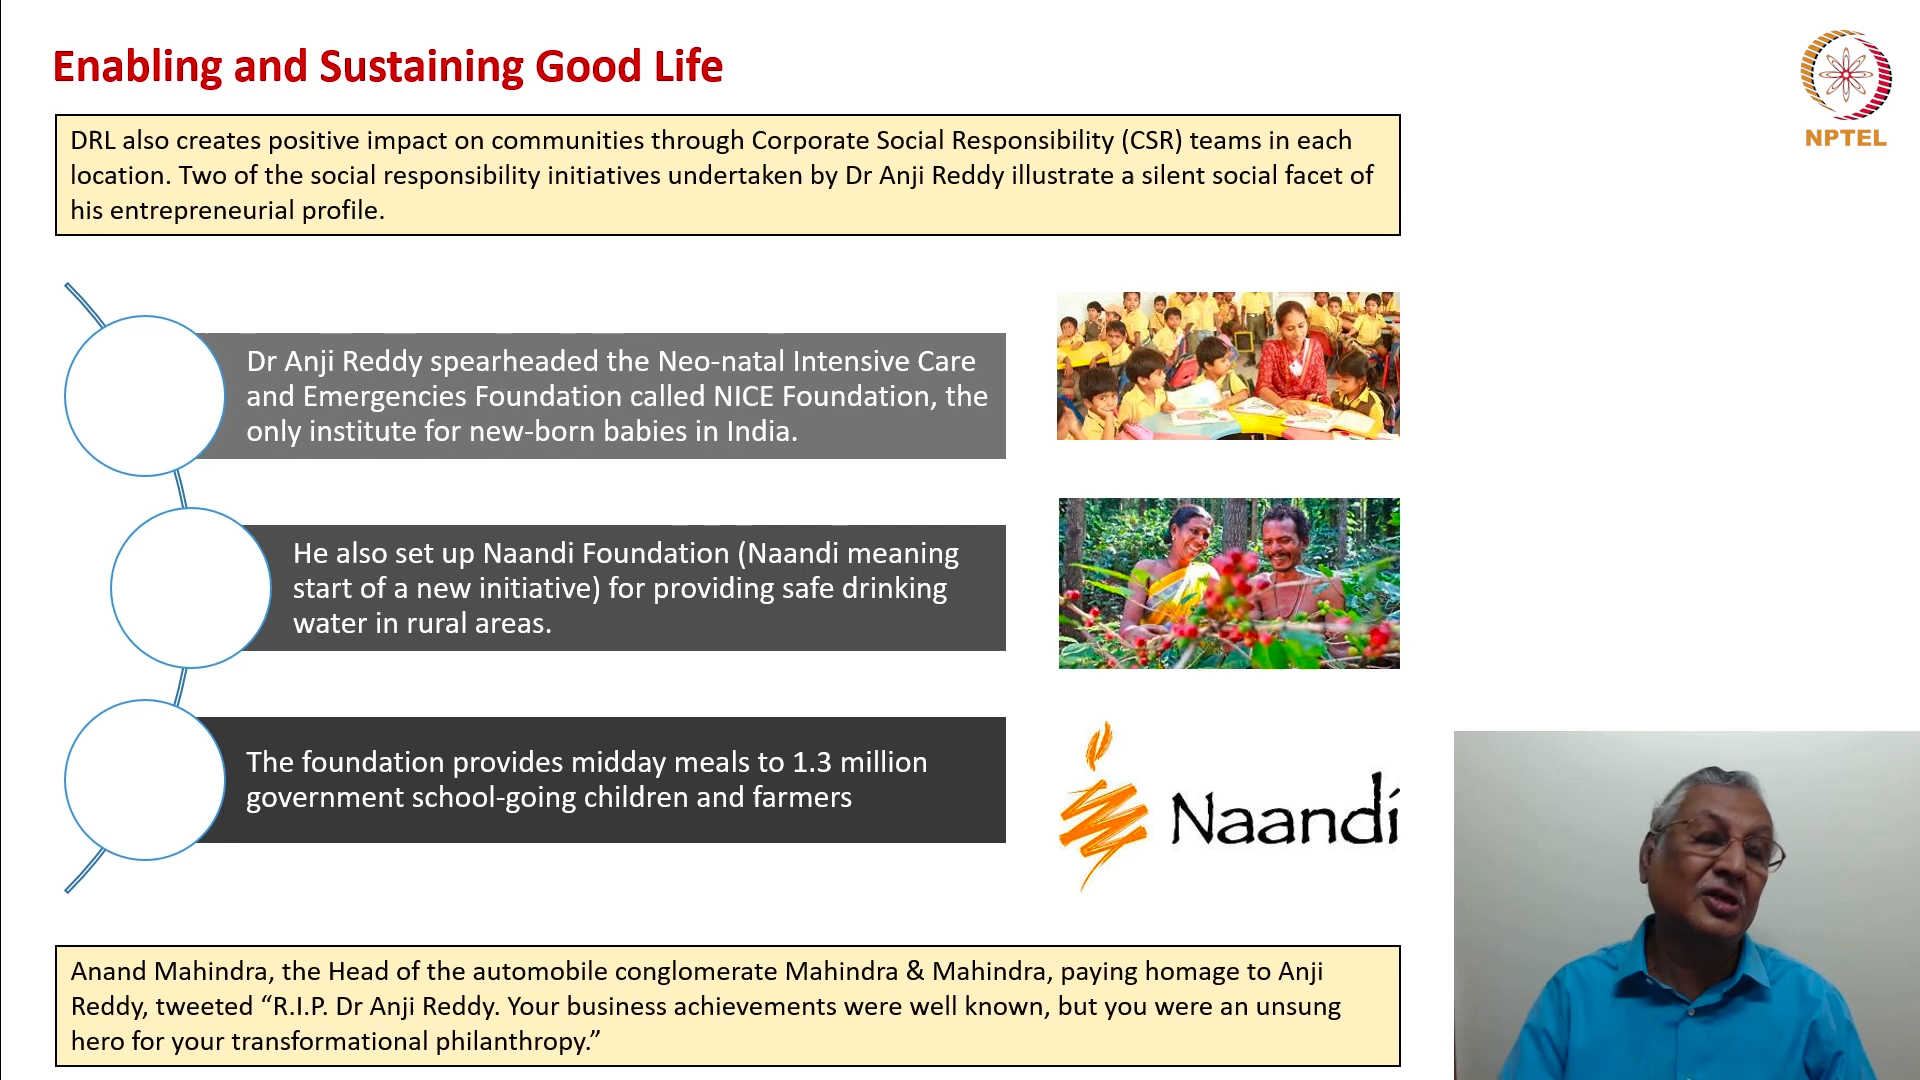 Enabling and Sustaining Good Life
NPTEL
DRL also creates positive impact on communities through Corporate Social Responsibility (CSR) teams in each
location. Two of the social responsibility initiatives undertaken by Dr Anji Reddy illustrate a silent social facet of
his entrepreneurial profile.
Dr Anji Reddy spearheaded the Neo-natal Intensive Care
and Emergencies Foundation called NICE Foundation, the
only institute for new-born babies in India.
He also set up Naandi Foundation (Naandi meaning
start of a new initiative) for providing safe drinking
water in rural areas.
The foundation provides midday meals to 1.3 million
government school-going children and farmers
Naandi
Anand Mahindra, the Head of the automobile conglomerate Mahindra & Mahindra, paying homage to Anji
Reddy, tweeted “R.I.P. Dr Anji Reddy. Your business achievements were well known, but you were an unsung
hero for your transformational philanthropy.”